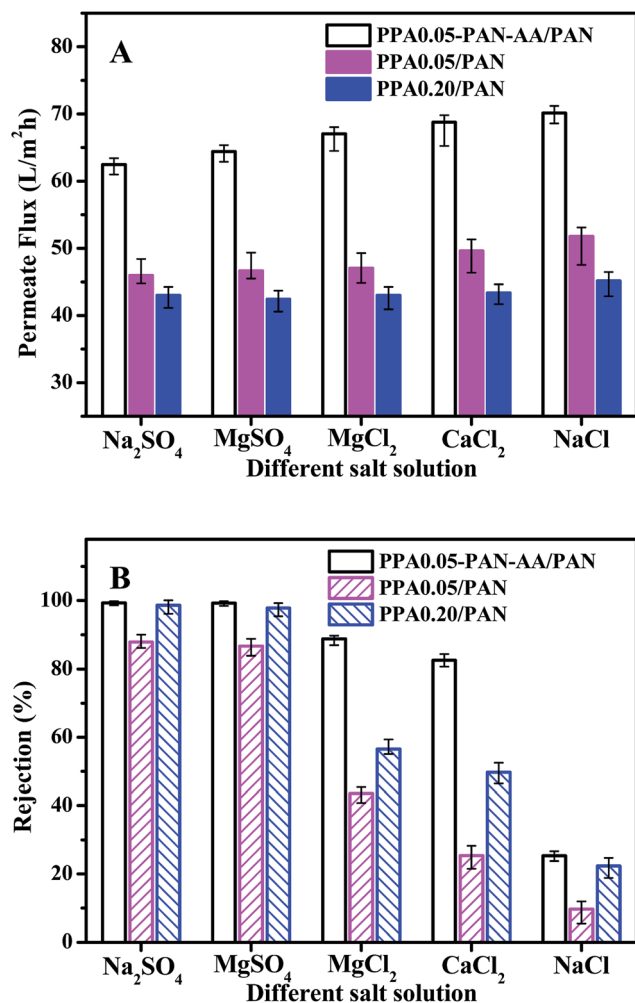 A
PPA0.05-PAN-AA/PAN
PPA0.05/PAN
PPA0.20/PAN
Permeate Flux (L/m²h)
80
70
60
50
40
30
Na₂SO₄ MgSO₄ MgCl₂ CaCl₂ NaCl
Different salt solution
B
PPA0.05-PAN-AA/PAN
PPA0.05/PAN
PPA0.20/PAN
Rejection (%)
100
80
60
40
20
0
Na₂SO₄ MgSO₄ MgCl₂ CaCl₂ NaCl
Different salt solution